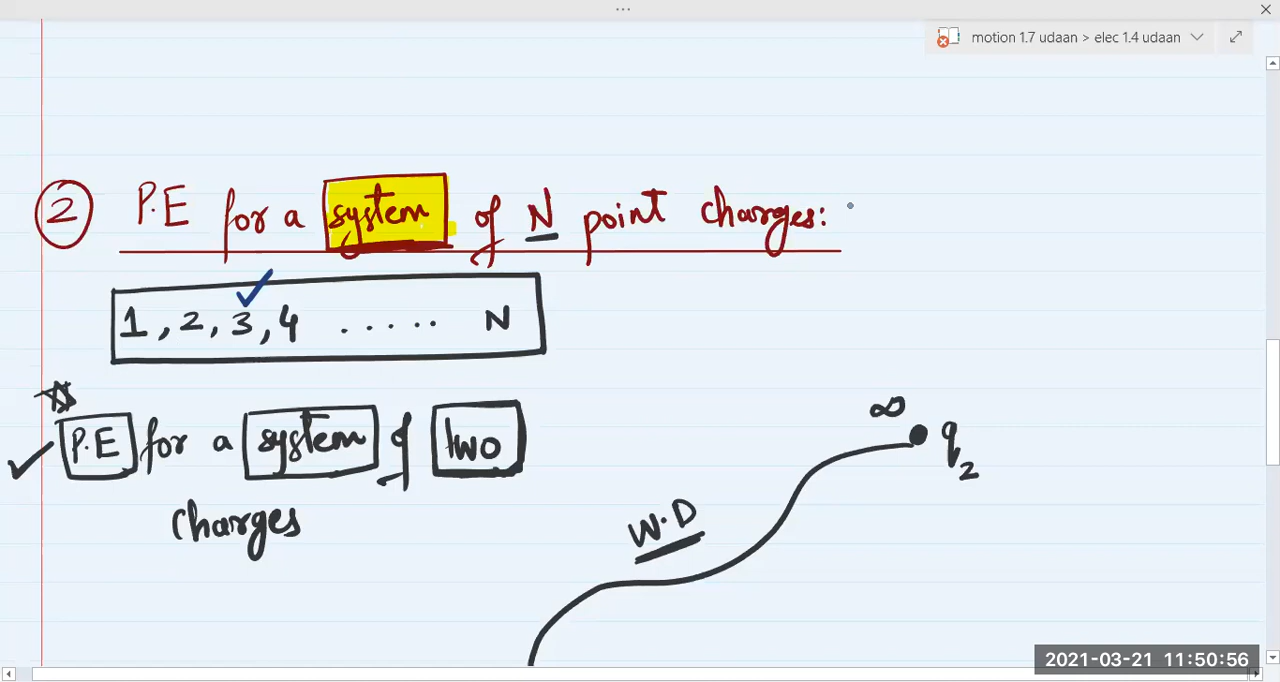 motion 1.7 udaan > elec 1.4 udaan
2 P.E for a system of N point charges:
1, 2, 3, 4 ...... N
P.E for a system of two
charges
∞
q2
W.D
2021-03-21 11:50:56